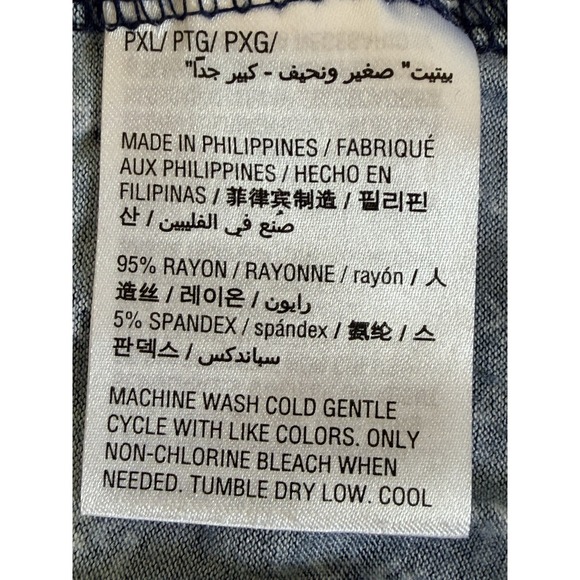 PXL/ PTG/ PXG/
بيتيت" صغير ونحيف - كبير جدًا"
MADE IN PHILIPPINES / FABRIQUÉ
AUX PHILIPPINES / HECHO EN
FILIPINAS / 菲律宾制造 / 필리핀
산 / صُنع في الفليبين
95% RAYON / RAYONNE / rayón / 人
造丝 / 레이온 / رايون
5% SPANDEX / spándex / 氨纶 / 스
판덱스 / سباندكس
MACHINE WASH COLD GENTLE
CYCLE WITH LIKE COLORS. ONLY
NON-CHLORINE BLEACH WHEN
NEEDED. TUMBLE DRY LOW. COOL